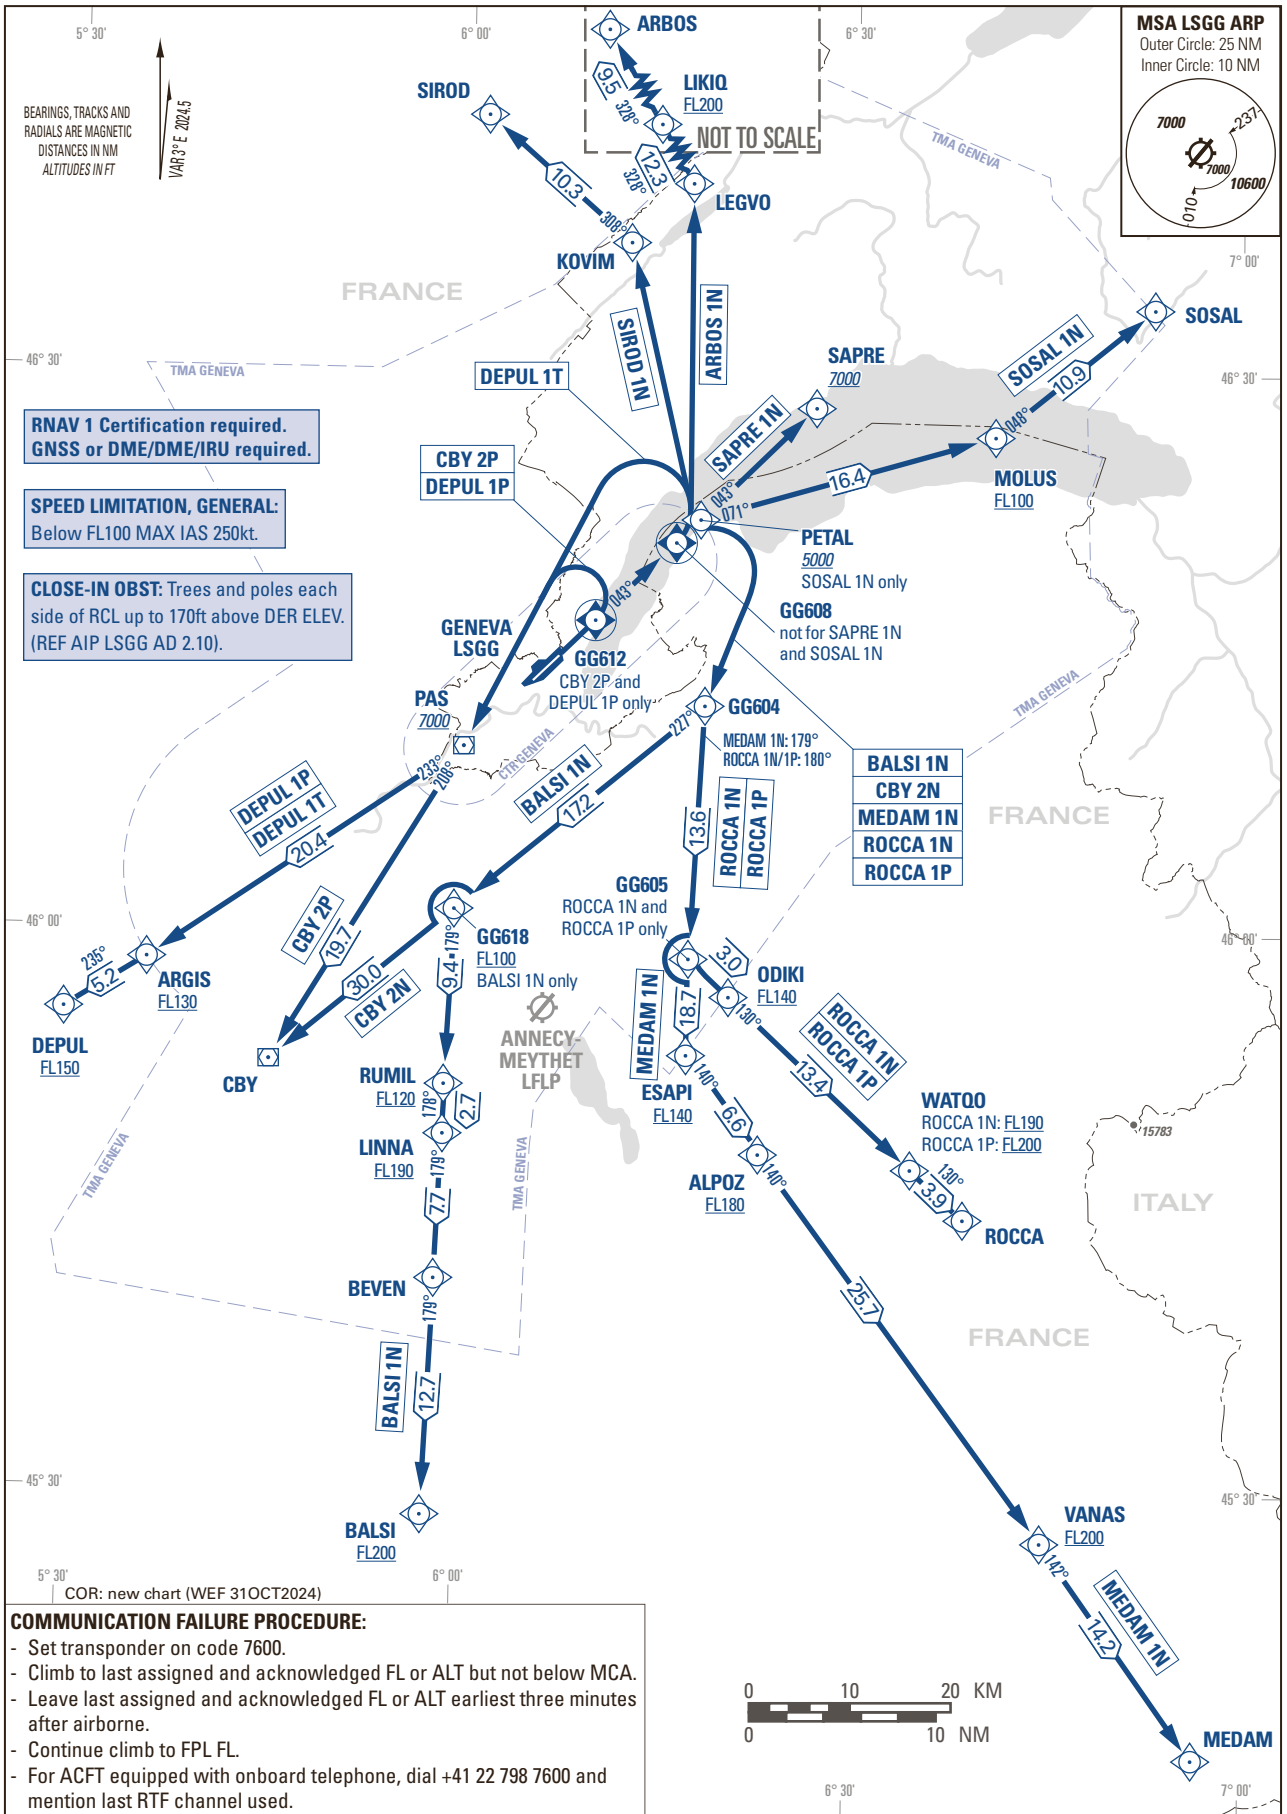 5° 30'
6° 00'
6° 30'
ARBOS
MSA LSGG ARP
Outer Circle: 25 NM
Inner Circle: 10 NM
7000
237
7000
10600
010
BEARINGS, TRACKS AND
RADIALS ARE MAGNETIC
DISTANCES IN NM
ALTITUDES IN FT
VAR 3° E 2024.5
SIROD
9.5
328°
LIKIQ
FL200
NOT TO SCALE
TMA GENEVA
10.3
308°
12.3
328°
LEGVO
KOVIM
7° 00'
FRANCE
SIROD 1N
ARBOS 1N
SOSAL
46° 30'
TMA GENEVA
DEPUL 1T
SAPRE
7000
SOSAL 1N
10.9
46° 30'
048°
RNAV 1 Certification required.
GNSS or DME/DME/IRU required.
SAPRE 1N
CBY 2P
DEPUL 1P
043°
071°
16.4
MOLUS
FL100
SPEED LIMITATION, GENERAL:
Below FL100 MAX IAS 250kt.
PETAL
5000
SOSAL 1N only
CLOSE-IN OBST: Trees and poles each
side of RCL up to 170ft above DER ELEV.
(REF AIP LSGG AD 2.10).
043°
GG608
not for SAPRE 1N
and SOSAL 1N
GENEVA
LSGG
GG612
CBY 2P and
DEPUL 1P only
PAS
7000
GG604
TMA GENEVA
227°
MEDAM 1N: 179°
ROCCA 1N/1P: 180°
CTR GENEVA
233°
208°
BALSI 1N
17.2
BALSI 1N
CBY 2N
MEDAM 1N
ROCCA 1N
ROCCA 1P
DEPUL 1P
DEPUL 1T
20.4
13.6
ROCCA 1N
ROCCA 1P
FRANCE
GG605
ROCCA 1N and
ROCCA 1P only
46° 00'
CBY 2P
19.7
179°
GG618
FL100
BALSI 1N only
46° 00'
235°
5.2
ARGIS
FL130
30.0
CBY 2N
9.4
3.0
ODIKI
FL140
130°
MEDAM 1N
18.7
DEPUL
FL150
ANNECY-
MEYTHET
LFLP
ROCCA 1N
ROCCA 1P
CBY
RUMIL
FL120
178°
2.7
ESAPI
FL140
140°
13.4
6.6
WATQO
ROCCA 1N: FL190
ROCCA 1P: FL200
15783
LINNA
FL190
179°
TMA GENEVA
TMA GENEVA
7.7
ALPOZ
FL180
140°
130°
3.9
ITALY
ROCCA
BEVEN
179°
25.7
FRANCE
BALSI 1N
12.7
45° 30'
45° 30'
BALSI
FL200
VANAS
FL200
142°
5° 30'
6° 00'
COR: new chart (WEF 31OCT2024)
MEDAM 1N
14.2
COMMUNICATION FAILURE PROCEDURE:
- Set transponder on code 7600.
- Climb to last assigned and acknowledged FL or ALT but not below MCA.
- Leave last assigned and acknowledged FL or ALT earliest three minutes
after airborne.
- Continue climb to FPL FL.
- For ACFT equipped with onboard telephone, dial +41 22 798 7600 and
mention last RTF channel used.
0 10 20 KM
0 10 NM
MEDAM
6° 30'
7° 00'